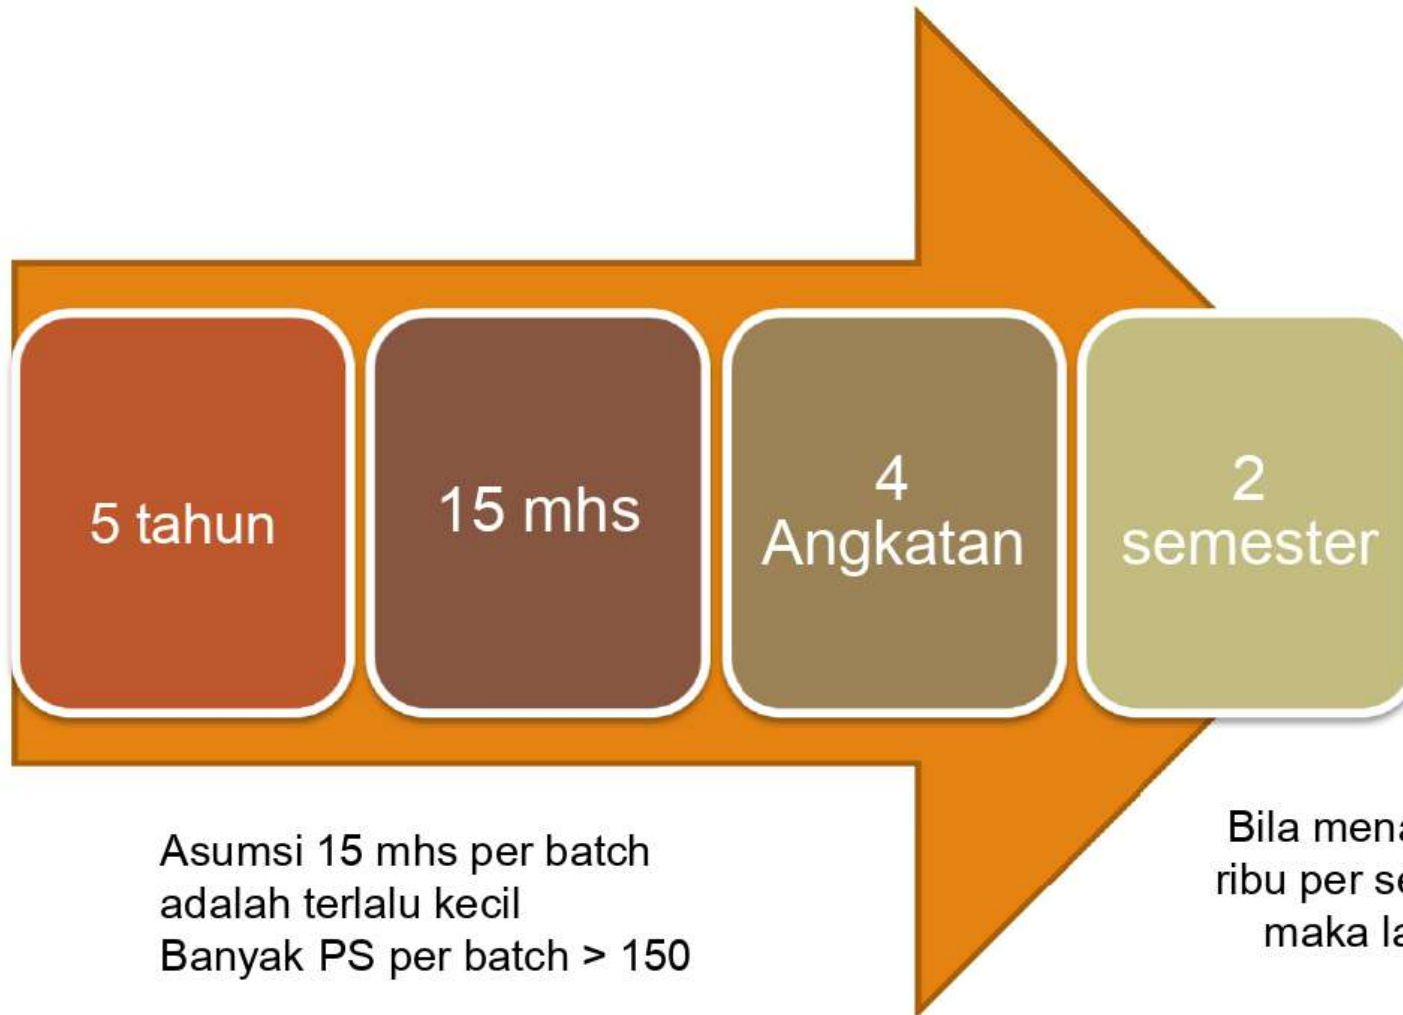 5 tahun
15 mhs
4
Angkatan
2
semester
Asumsi 15 mhs per batch
adalah terlalu kecil
Banyak PS per batch > 150
Bila
ribu per
maka